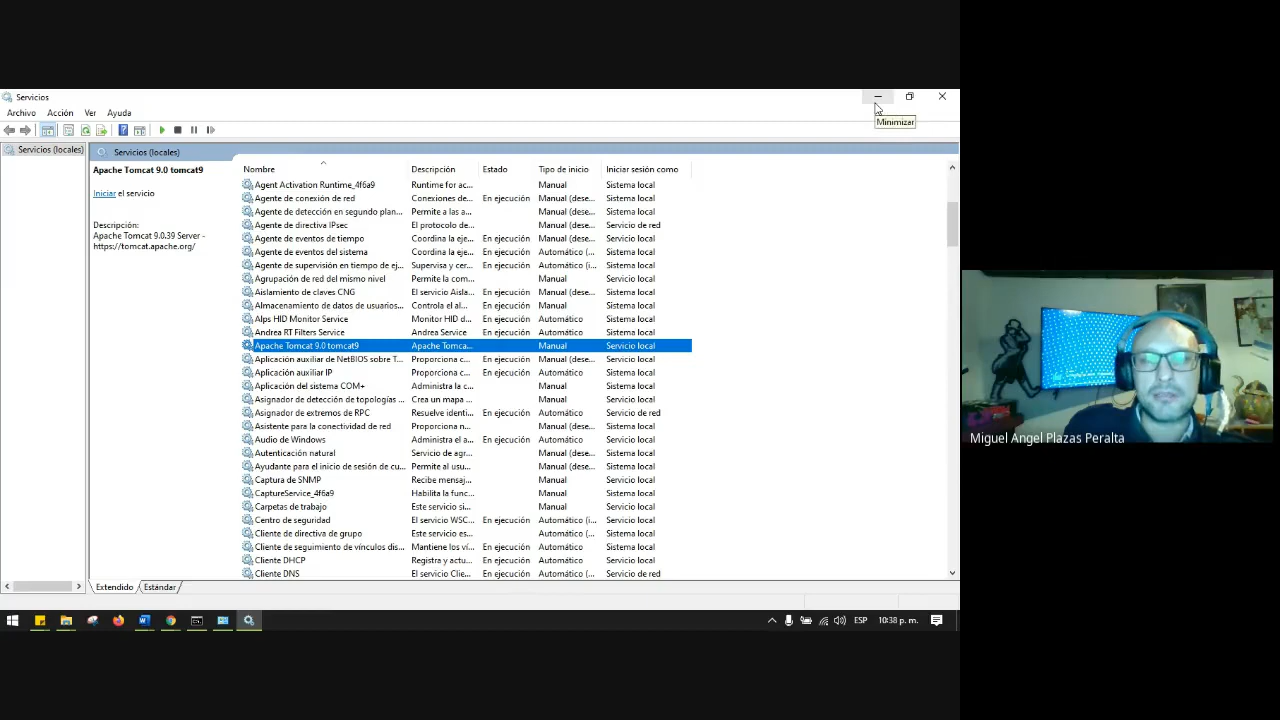 Servicios
Archivo Acción Ver Ayuda
Minimizar
Servicios (locales)
Servicios (locales)
Apache Tomcat 9.0 tomcat9
Iniciar el servicio
Descripción:
Apache Tomcat 9.0.39 Server -
https://tomcat.apache.org/
Nombre Descripción Estado Tipo de inicio Iniciar sesión como
Agent Activation Runtime_4f6a9 Runtime for ac... Manual Sistema local
Agente de conexión de red Conexiones de... En ejecución Manual (dese... Sistema local
Agente de detección en segundo plan... Permite a las a... Manual (dese... Sistema local
Agente de directiva IPsec El protocolo de... Manual (dese... Servicio de red
Agente de eventos de tiempo Coordina la eje... En ejecución Manual (dese... Servicio local
Agente de eventos del sistema Coordina la eje... En ejecución Automático (... Sistema local
Agente de supervisión en tiempo de ej... Supervisa y cer... En ejecución Automático (i... Sistema local
Agrupación de red del mismo nivel Permite la com... Manual Servicio local
Aislamiento de claves CNG El servicio Aisla... En ejecución Manual (dese... Sistema local
Almacenamiento de datos de usuarios... Controla el al... En ejecución Manual Sistema local
Alps HID Monitor Service Monitor HID d... En ejecución Automático Sistema local
Andrea RT Filters Service Andrea Service En ejecución Automático Sistema local
Apache Tomcat 9.0 tomcat9 Apache Tomca... Manual Servicio local
Aplicación auxiliar de NetBIOS sobre T... Proporciona c... En ejecución Manual (dese... Servicio local
Aplicación auxiliar IP Proporciona c... En ejecución Automático Sistema local
Aplicación del sistema COM+ Administra la c... Manual Sistema local
Asignador de detección de topologías ... Crea un mapa ... Manual Servicio local
Asignador de extremos de RPC Resuelve identi... En ejecución Automático Servicio de red
Asistente para la conectividad de red Proporciona n... Manual (dese... Sistema local
Audio de Windows Administra el a... En ejecución Automático Servicio local
Autenticación natural Servicio de agr... Manual (dese... Sistema local
Ayudante para el inicio de sesión de cu... Permite al usu... En ejecución Manual (dese... Sistema local
Captura de SNMP Recibe mensaj... Manual Servicio local
CaptureService_4f6a9 Habilita la func... Manual Sistema local
Carpetas de trabajo Este servicio si... Manual Servicio local
Centro de seguridad El servicio WSC... En ejecución Automático (i... Servicio local
Cliente de directiva de grupo Este servicio es... Automático (... Sistema local
Cliente de seguimiento de vínculos dis... Mantiene los ví... En ejecución Automático Sistema local
Cliente DHCP Registra y actu... En ejecución Automático Servicio local
Cliente DNS El servicio Clie... En ejecución Automático (... Servicio de red
Extendido Estándar
ESP 10:38 p. m.
Miguel Angel Plazas Peralta